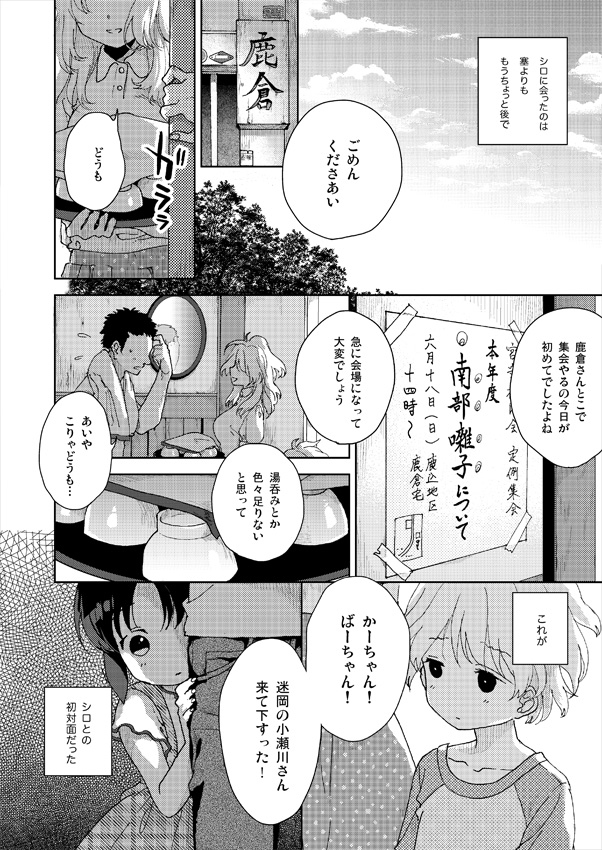 シロに会ったのは
塞よりも
もうちょっと後で
鹿倉
ごめん
くださあい
ガララ
どうも
鹿倉さんとこで
集会やるの今日が
初めてでしたよね
定例集会
本年度
南部囃子について
六月十八日(日)
十四時〜
鹿倉宅
急に会場になって
大変でしょう
あいや
こりゃどうも…
湯呑みとか
色々足りない
と思って
これが
かーちゃん!
ばーちゃん!
迷岡の小瀬川さん
来て下すった!
シロとの
初対面だった